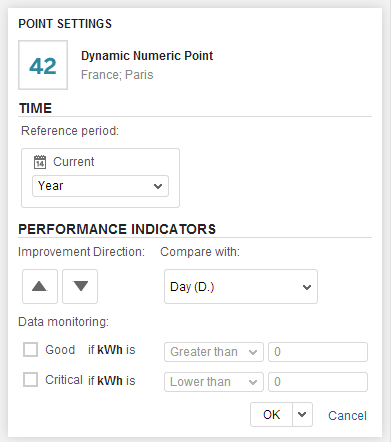 POINT SETTINGS
42
Dynamic Numeric Point
France; Paris
TIME
Reference period:
14 Current
Year
PERFORMANCE INDICATORS
Improvement Direction: Compare with:
Day (D.)
Data monitoring:
Good if kWh is Greater than 0
Critical if kWh is Lower than 0
OK Cancel